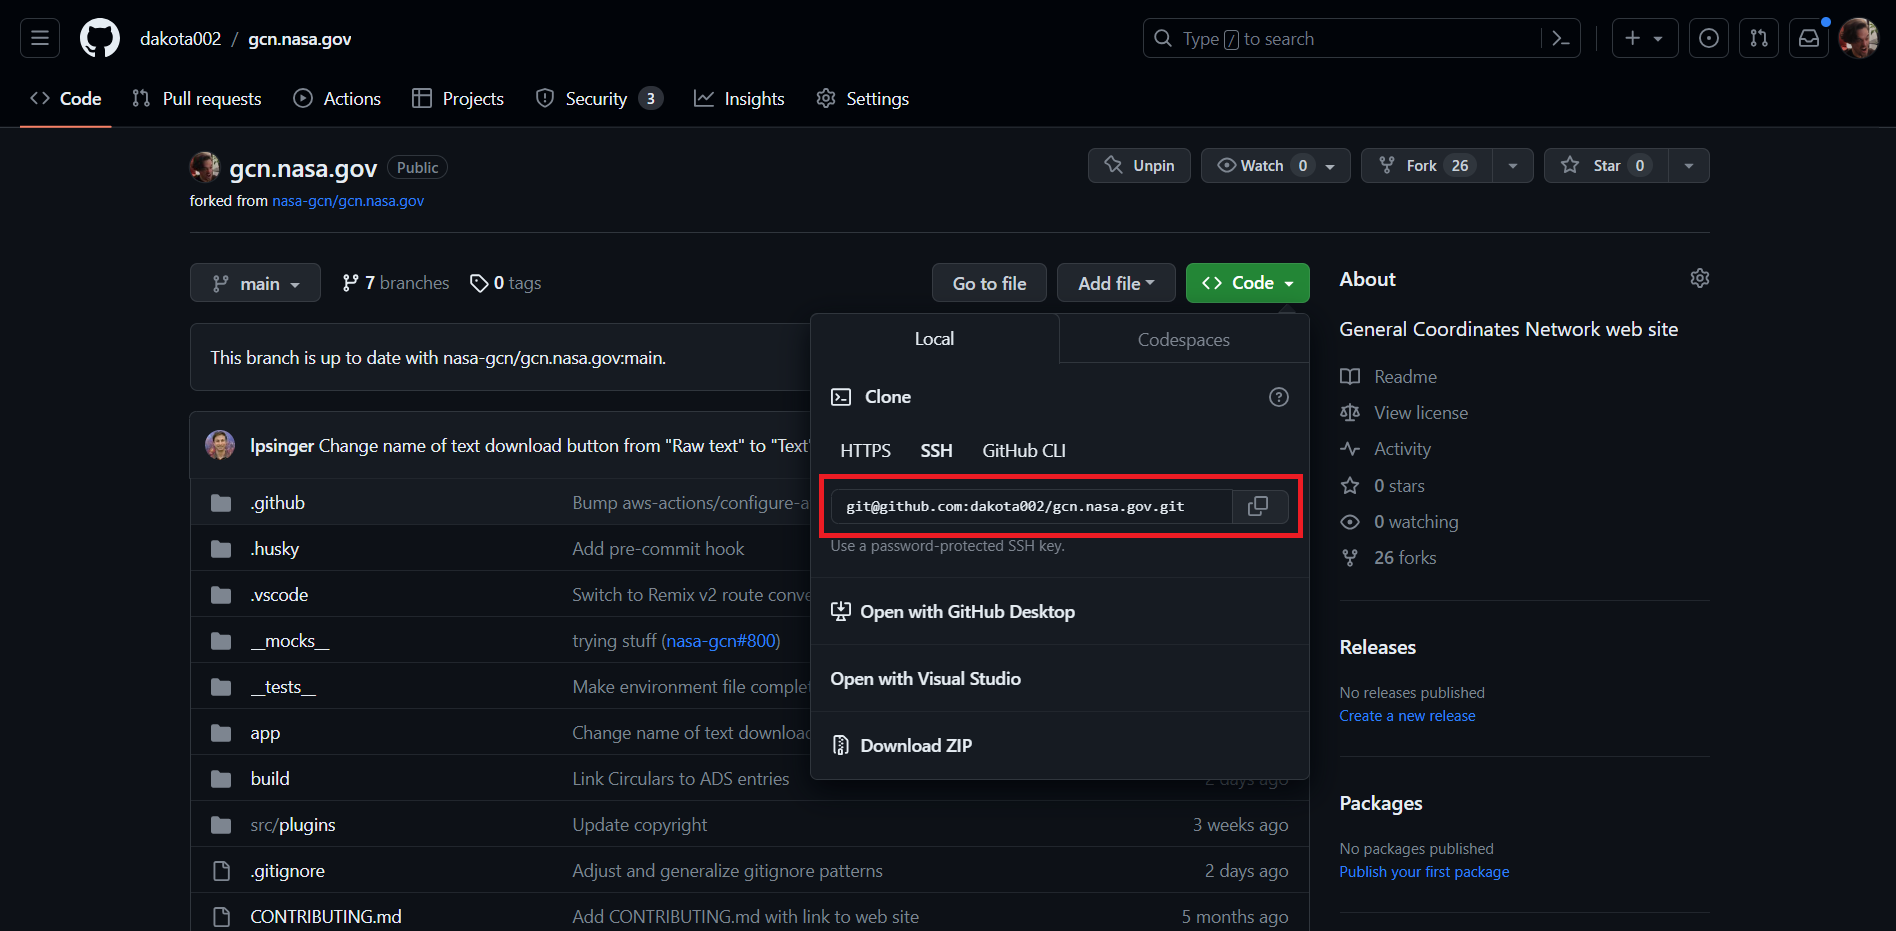 dakota002 / gcn.nasa.gov
Type / to search
Code
Pull requests
Actions
Projects
Security 3
Insights
Settings
gcn.nasa.gov Public
forked from nasa-gcn/gcn.nasa.gov
Unpin
Watch 0
Fork 26
Star 0
main
7 branches
0 tags
Go to file
Add file
Code
This branch is up to date with nasa-gcn/gcn.nasa.gov:main.
lpsinger Change name of text download button from "Raw text" to "Text"
.github Bump aws-actions/configure-a
.husky Add pre-commit hook
.vscode Switch to Remix v2 route conve
__mocks__ trying stuff (nasa-gcn#800)
__tests__ Make environment file complet
app Change name of text download
build Link Circulars to ADS entries 2 days ago
src/plugins Update copyright 3 weeks ago
.gitignore Adjust and generalize gitignore patterns 2 days ago
CONTRIBUTING.md Add CONTRIBUTING.md with link to web site 5 months ago
Local
Codespaces
Clone
HTTPS
SSH
GitHub CLI
git@github.com:dakota002/gcn.nasa.gov.git
Use a password-protected SSH key.
Open with GitHub Desktop
Open with Visual Studio
Download ZIP
About
General Coordinates Network web site
Readme
View license
Activity
0 stars
0 watching
26 forks
Releases
No releases published
Create a new release
Packages
No packages published
Publish your first package